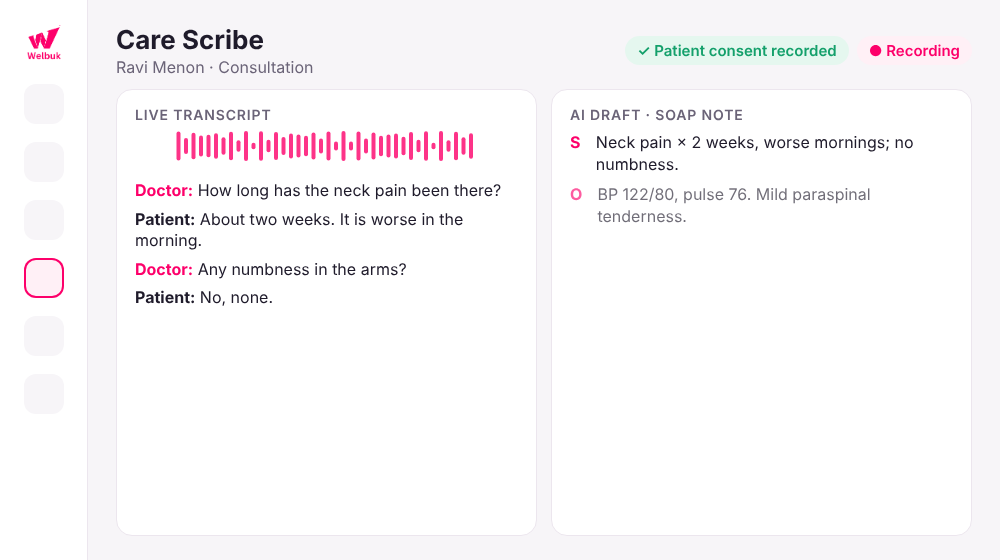 Welbuk
Care Scribe
Ravi Menon · Consultation
✓ Patient consent recorded
Recording
LIVE TRANSCRIPT
Doctor: How long has the neck pain been there?
Patient: About two weeks. It is worse in the
morning.
Doctor: Any numbness in the arms?
Patient: No, none.
AI DRAFT · SOAP NOTE
S Neck pain × 2 weeks, worse mornings; no
numbness.
O BP 122/80, pulse 76. Mild paraspinal
tenderness.